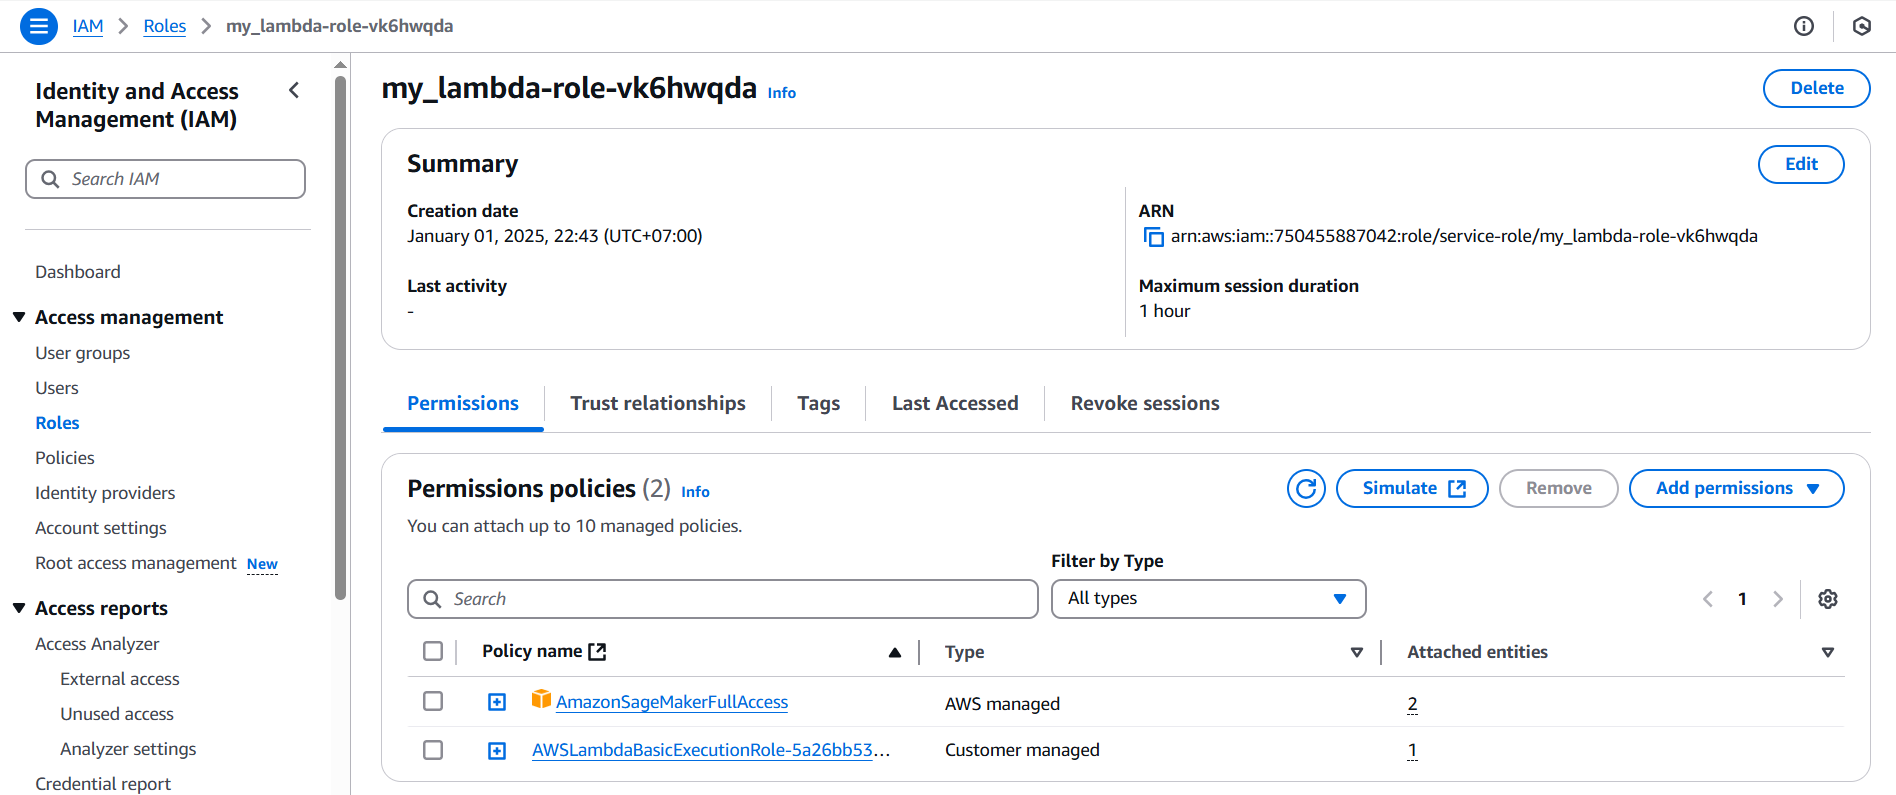 IAM > Roles > my_lambda-role-vk6hwqda
Identity and Access
Management (IAM)
Search IAM
Dashboard
Access management
User groups
Users
Roles
Policies
Identity providers
Account settings
Root access management New
Access reports
Access Analyzer
External access
Unused access
Analyzer settings
Credential report
my_lambda-role-vk6hwqda Info
Delete
Summary
Edit
Creation date
January 01, 2025, 22:43 (UTC+07:00)
ARN
arn:aws:iam::750455887042:role/service-role/my_lambda-role-vk6hwqda
Last activity
-
Maximum session duration
1 hour
Permissions Trust relationships Tags Last Accessed Revoke sessions
Permissions policies (2) Info
Simulate Remove Add permissions
You can attach up to 10 managed policies.
Filter by Type
Search All types 1
Policy name Type Attached entities
AmazonSageMakerFullAccess AWS managed 2
AWSLambdaBasicExecutionRole-5a26bb53... Customer managed 1